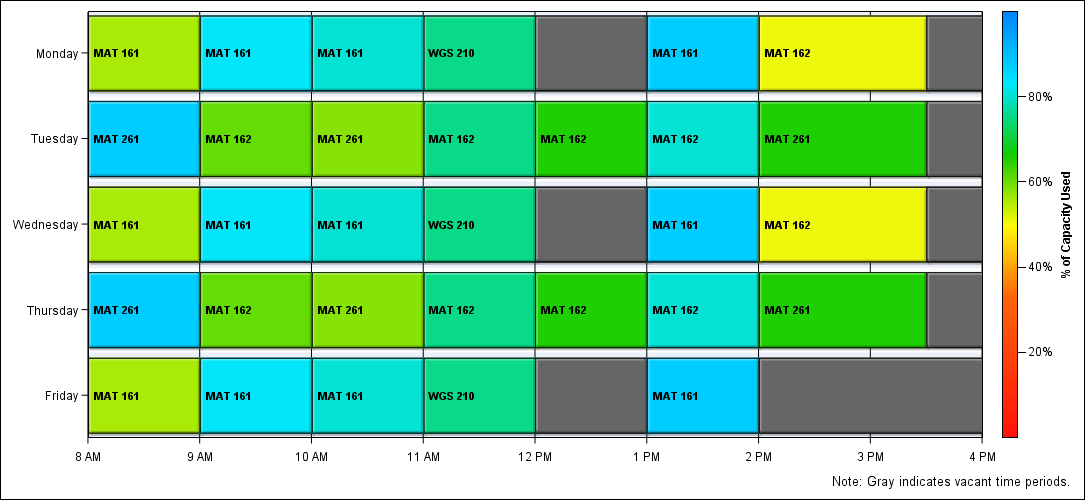 Monday
MAT 161
MAT 161
MAT 161
WGS 210
MAT 161
MAT 162
Tuesday
MAT 261
MAT 162
MAT 261
MAT 162
MAT 162
MAT 162
MAT 261
Wednesday
MAT 161
MAT 161
MAT 161
WGS 210
MAT 161
MAT 162
Thursday
MAT 261
MAT 162
MAT 261
MAT 162
MAT 162
MAT 162
MAT 261
Friday
MAT 161
MAT 161
MAT 161
WGS 210
MAT 161
8 AM
9 AM
10 AM
11 AM
12 PM
1 PM
2 PM
3 PM
4 PM
80%
60%
40%
20%
% of Capacity Used
Note: Gray indicates vacant time periods.